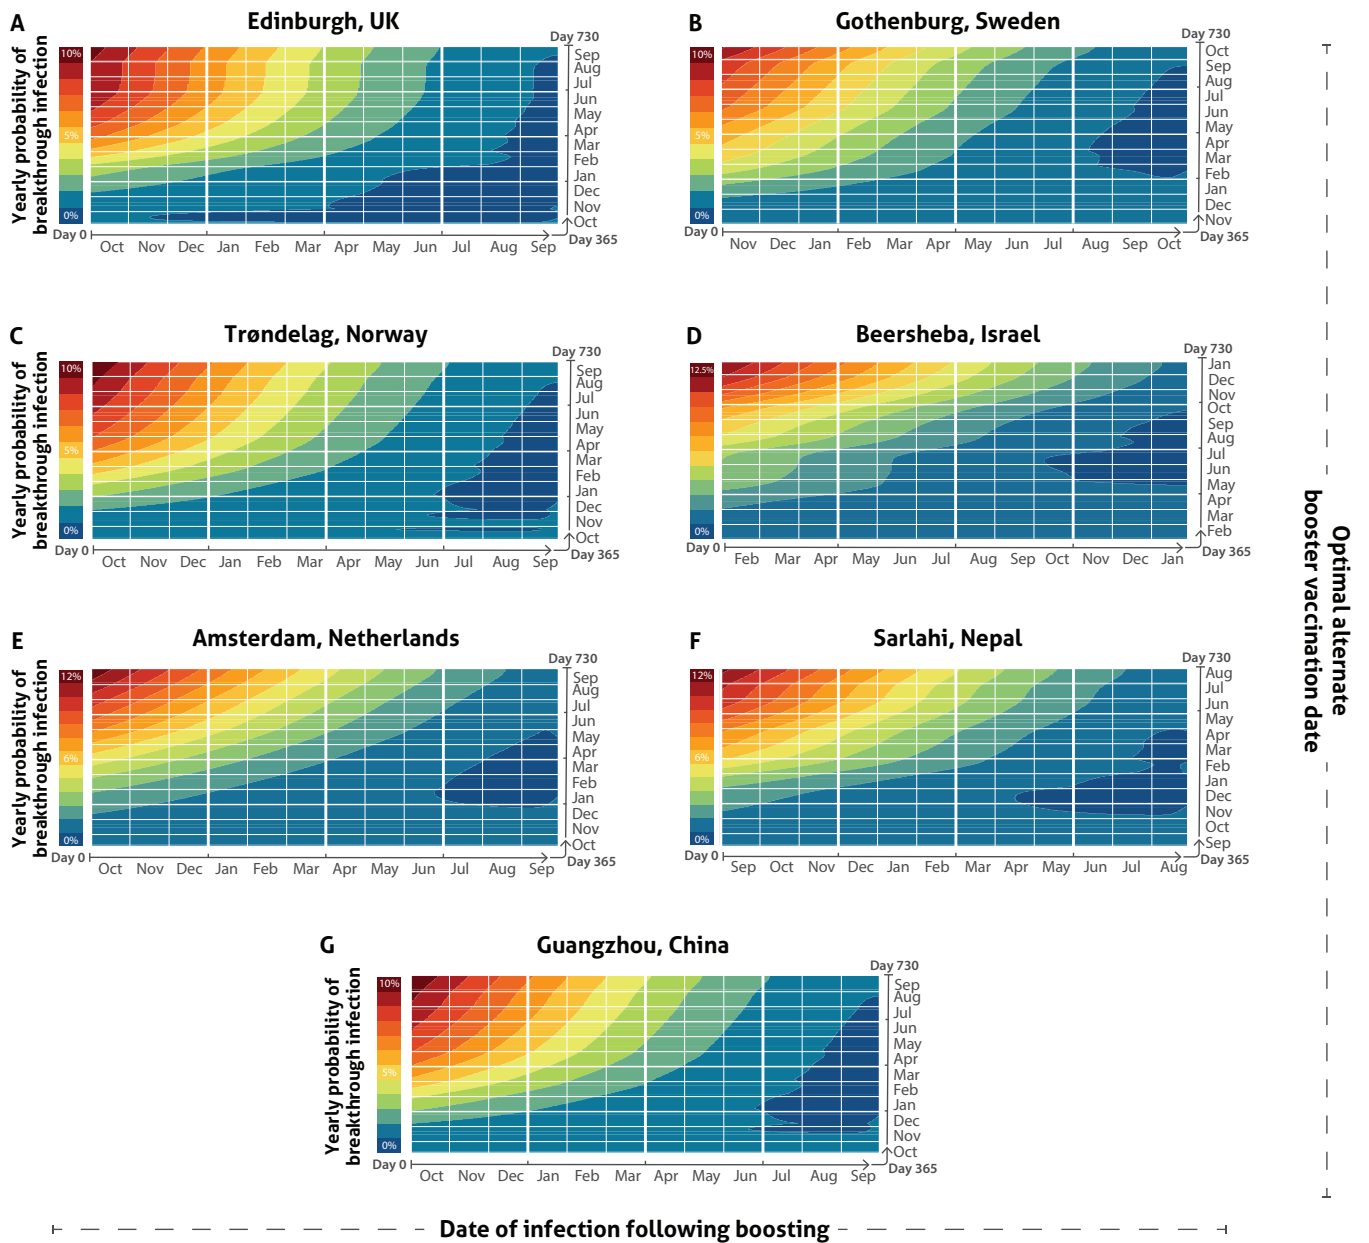 A
Edinburgh, UK
Yearly probability of
breakthrough infection
10%
5%
0%
Day 730
Sep
Aug
Jul
Jun
May
Apr
Mar
Feb
Jan
Dec
Nov
Oct
Day 0
Day 365
Oct Nov Dec Jan Feb Mar Apr May Jun Jul Aug Sep
B
Gothenburg, Sweden
10%
5%
0%
Day 730
Oct
Sep
Aug
Jul
Jun
May
Apr
Mar
Feb
Jan
Dec
Nov
Day 0
Day 365
Nov Dec Jan Feb Mar Apr May Jun Jul Aug Sep Oct
C
Trøndelag, Norway
Yearly probability of
breakthrough infection
10%
5%
0%
Day 730
Sep
Aug
Jul
Jun
May
Apr
Mar
Feb
Jan
Dec
Nov
Oct
Day 0
Day 365
Oct Nov Dec Jan Feb Mar Apr May Jun Jul Aug Sep
D
Beersheba, Israel
12.5%
0%
Day 730
Jan
Dec
Nov
Oct
Sep
Aug
Jul
Jun
May
Apr
Mar
Feb
Day 0
Day 365
Feb Mar Apr May Jun Jul Aug Sep Oct Nov Dec Jan
E
Amsterdam, Netherlands
Yearly probability of
breakthrough infection
12%
6%
0%
Day 730
Sep
Aug
Jul
Jun
May
Apr
Mar
Feb
Jan
Dec
Nov
Oct
Day 0
Day 365
Oct Nov Dec Jan Feb Mar Apr May Jun Jul Aug Sep
F
Sarlahi, Nepal
12%
6%
0%
Day 730
Aug
Jul
Jun
May
Apr
Mar
Feb
Jan
Dec
Nov
Oct
Sep
Day 0
Day 365
Sep Oct Nov Dec Jan Feb Mar Apr May Jun Jul Aug
G
Guangzhou, China
Yearly probability of
breakthrough infection
10%
5%
0%
Day 730
Sep
Aug
Jul
Jun
May
Apr
Mar
Feb
Jan
Dec
Nov
Oct
Day 0
Day 365
Oct Nov Dec Jan Feb Mar Apr May Jun Jul Aug Sep
Optimal alternate
booster vaccination date
Date of infection following boosting